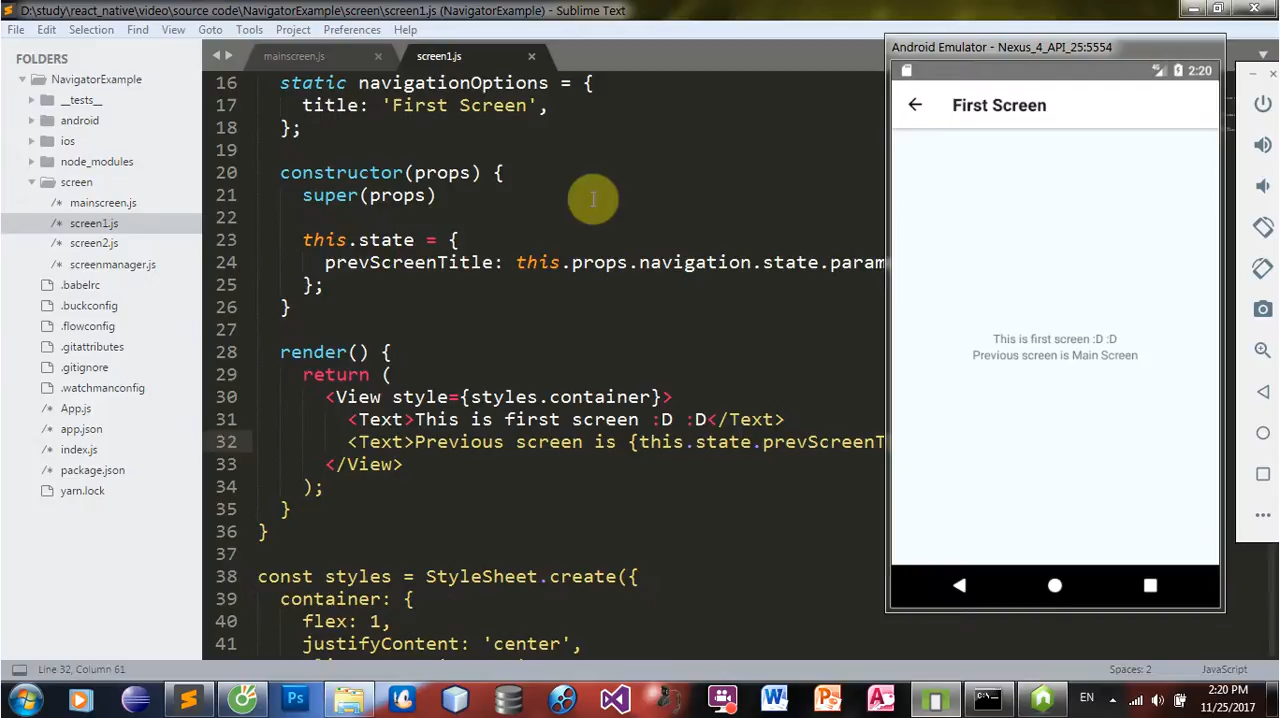 D:\study\react_native\video\source code\NavigatorExample\screen\screen1.js (NavigatorExample) - Sublime Text
File Edit Selection Find View Goto Tools Project Preferences Help
FOLDERS
NavigatorExample
__tests__
android
ios
node_modules
screen
/* mainscreen.js
/* screen1.js
/* screen2.js
/* screenmanager.js
.babelrc
.buckconfig
.flowconfig
.gitattributes
.gitignore
.watchmanconfig
/* App.js
/* app.json
/* index.js
/* package.json
/* yarn.lock
mainscreen.js
screen1.js
16 static navigationOptions = {
17 title: 'First Screen',
18 };
19
20 constructor(props) {
21 super(props)
22
23 this.state = {
24 prevScreenTitle: this.props.navigation.state.param
25 };
26 }
27
28 render() {
29 return (
30 <View style={styles.container}>
31 <Text>This is first screen :D :D</Text>
32 <Text>Previous screen is {this.state.prevScreenT
33 </View>
34 );
35 }
36 }
37
38 const styles = StyleSheet.create({
39 container: {
40 flex: 1,
41 justifyContent: 'center',
Android Emulator - Nexus_4_API_25:5554
2:20
First Screen
This is first screen :D :D
Previous screen is Main Screen
Line 32, Column 61
Spaces: 2
JavaScript
Ps
EN
2:20 PM
11/25/2017